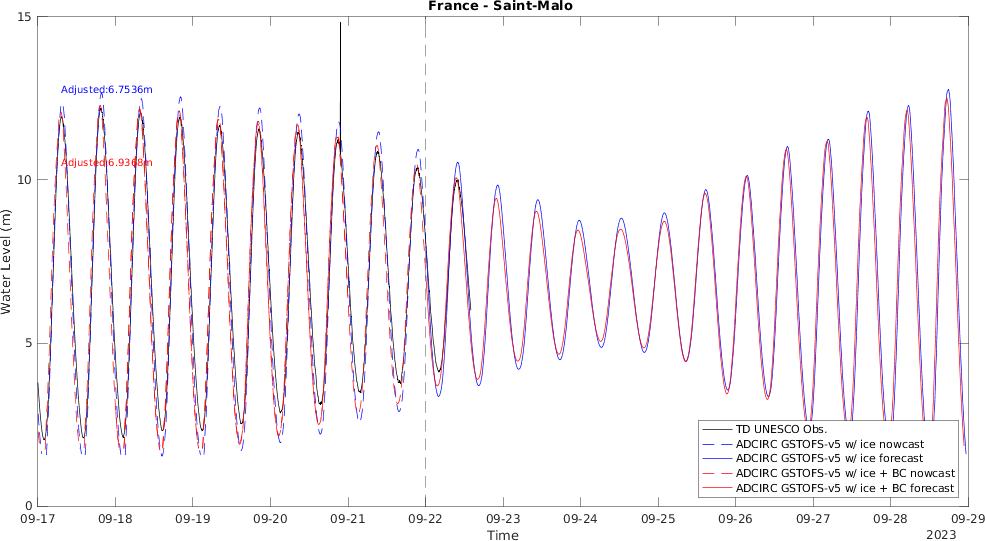 France - Saint-Malo
15
10
5
0
Water Level (m)
Adjusted:6.7536m
Adjusted:6.9368m
TD UNESCO Obs.
ADCIRC GSTOFS-v5 w/ ice nowcast
ADCIRC GSTOFS-v5 w/ ice forecast
ADCIRC GSTOFS-v5 w/ ice + BC nowcast
ADCIRC GSTOFS-v5 w/ ice + BC forecast
09-17 09-18 09-19 09-20 09-21 09-22 09-23 09-24 09-25 09-26 09-27 09-28 09-29
Time
2023